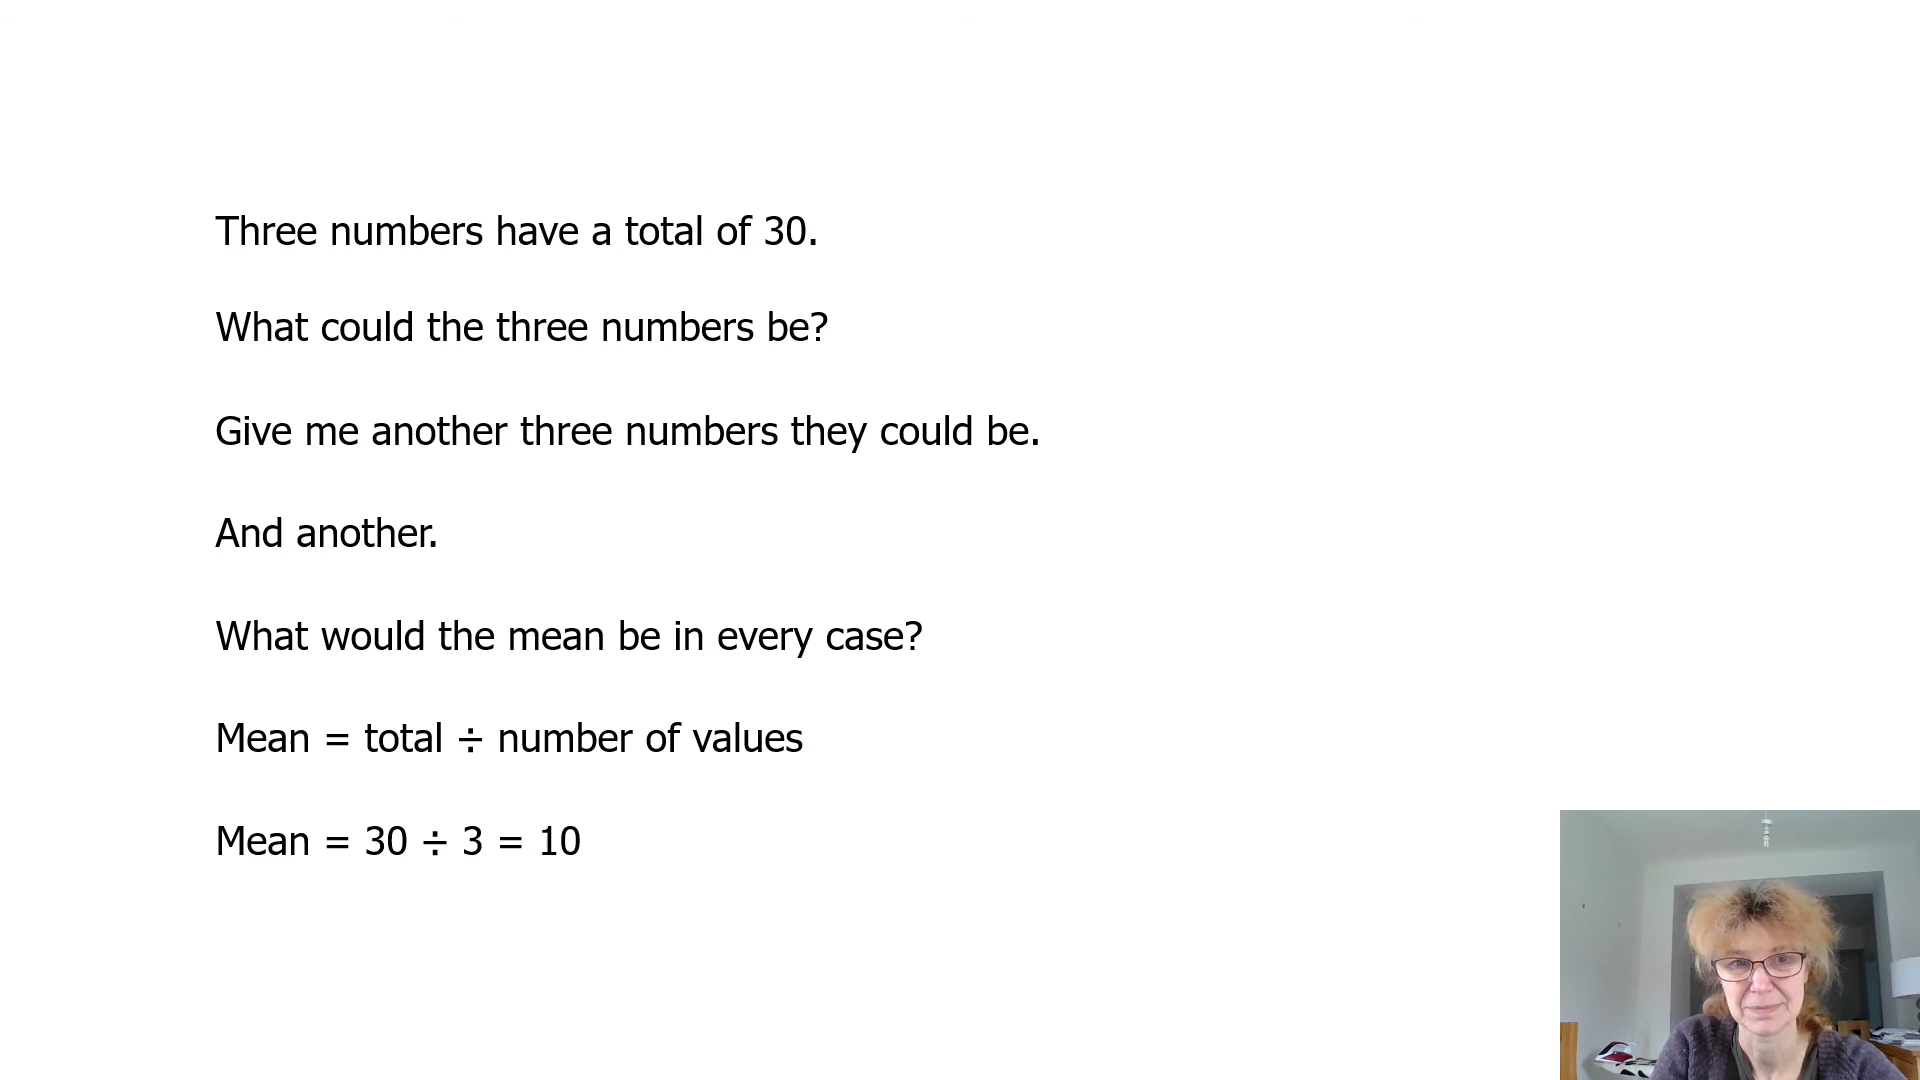 Three numbers have a total of 30.
What could the three numbers be?
Give me another three numbers they could be.
And another.
What would the mean be in every case?
Mean = total ÷ number of values
Mean = 30 ÷ 3 = 10